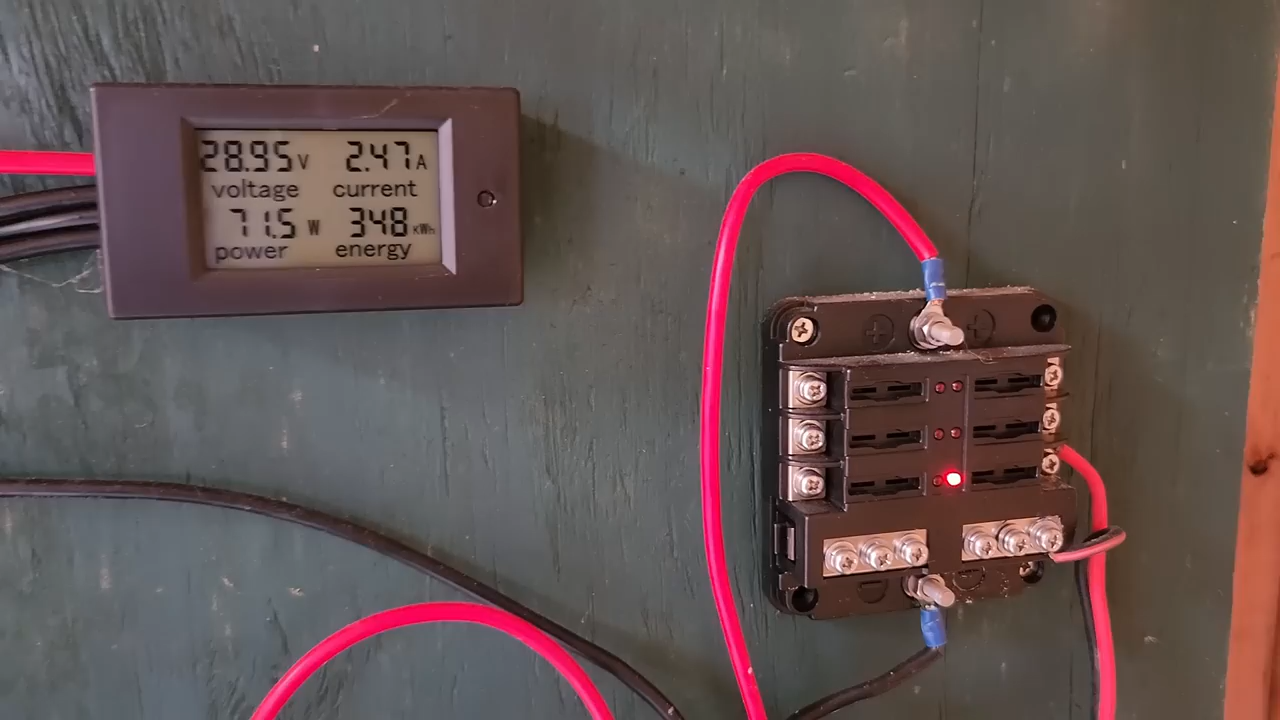 28.95 V 2.47 A
voltage current
71.5 W 348 KWh
power energy